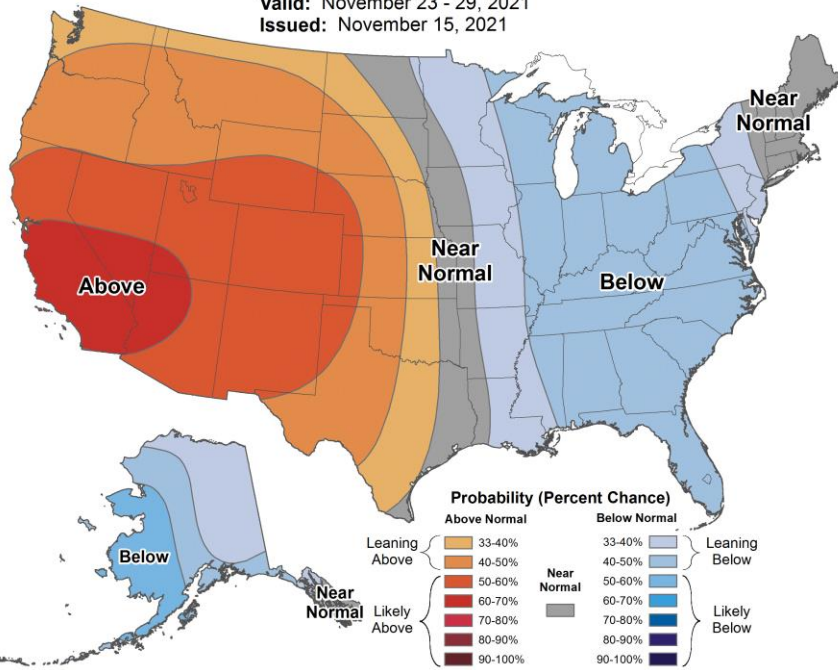 Valid: November 23 - 29, 2021
Issued: November 15, 2021
Near
Normal
Near
Normal
Above
Below
Below
Near
Normal
Probability (Percent Chance)
Above Normal
Below Normal
Leaning
Above
33-40%
40-50%
Likely
Above
50-60%
60-70%
70-80%
80-90%
90-100%
Near
Normal
33-40%
40-50%
Leaning
Below
50-60%
60-70%
70-80%
80-90%
90-100%
Likely
Below